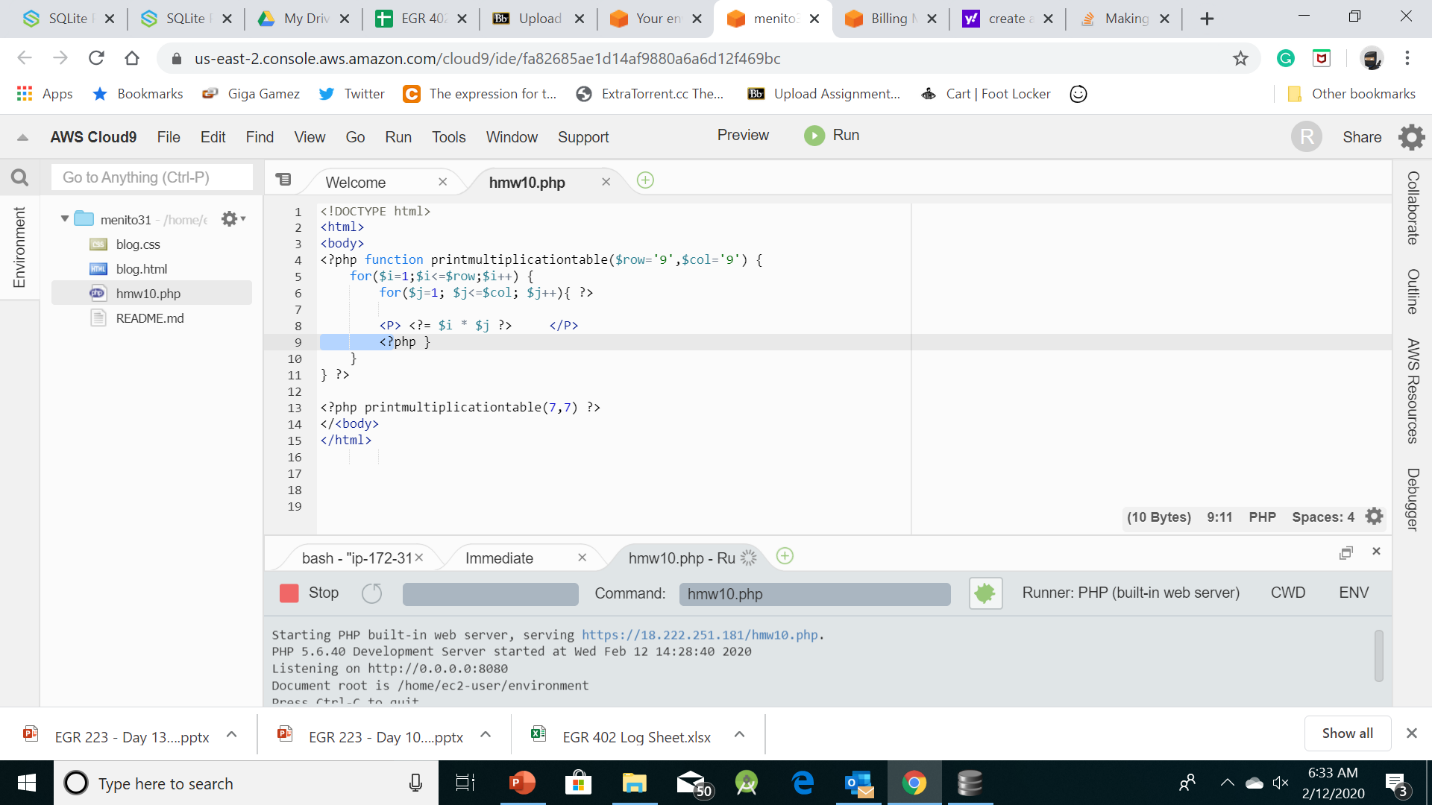 SQLite
SQLite
My Driv
EGR 40
Upload
Your en
menito
Billing
create
Making
us-east-2.console.aws.amazon.com/cloud9/ide/fa82685ae1d14af9880a6a6d12f469bc
Apps Bookmarks Giga Gamez Twitter The expression for t... ExtraTorrent.cc The... Bb Upload Assignment... Cart | Foot Locker Other bookmarks
AWS Cloud9 File Edit Find View Go Run Tools Window Support Preview Run R Share
Go to Anything (Ctrl-P)
Welcome hmw10.php
Environment
menito31 - /home/e
blog.css
blog.html
hmw10.php
README.md
1 <!DOCTYPE html>
2 <html>
3 <body>
4 <?php function printmultiplicationtable($row='9',$col='9') {
5 for($i=1;$i<=$row;$i++) {
6 for($j=1; $j<=$col; $j++){ ?>
7
8 <P> <?= $i * $j ?> </P>
9 <?php }
10 }
11 } ?>
12
13 <?php printmultiplicationtable(7,7) ?>
14 </<body>
15 </html>
16
17
18
19
(10 Bytes) 9:11 PHP Spaces: 4
Collaborate
Outline
AWS Resources
Debugger
bash - "ip-172-31 Immediate hmw10.php - Ru
Stop Command: hmw10.php Runner: PHP (built-in web server) CWD ENV
Starting PHP built-in web server, serving https://18.222.251.181/hmw10.php.
PHP 5.6.40 Development Server started at Wed Feb 12 14:28:40 2020
Listening on http://0.0.0.0:8080
Document root is /home/ec2-user/environment
Press Ctrl-C to quit
EGR 223 - Day 13....pptx EGR 223 - Day 10....pptx EGR 402 Log Sheet.xlsx Show all
Type here to search 50 6:33 AM
2/12/2020 3